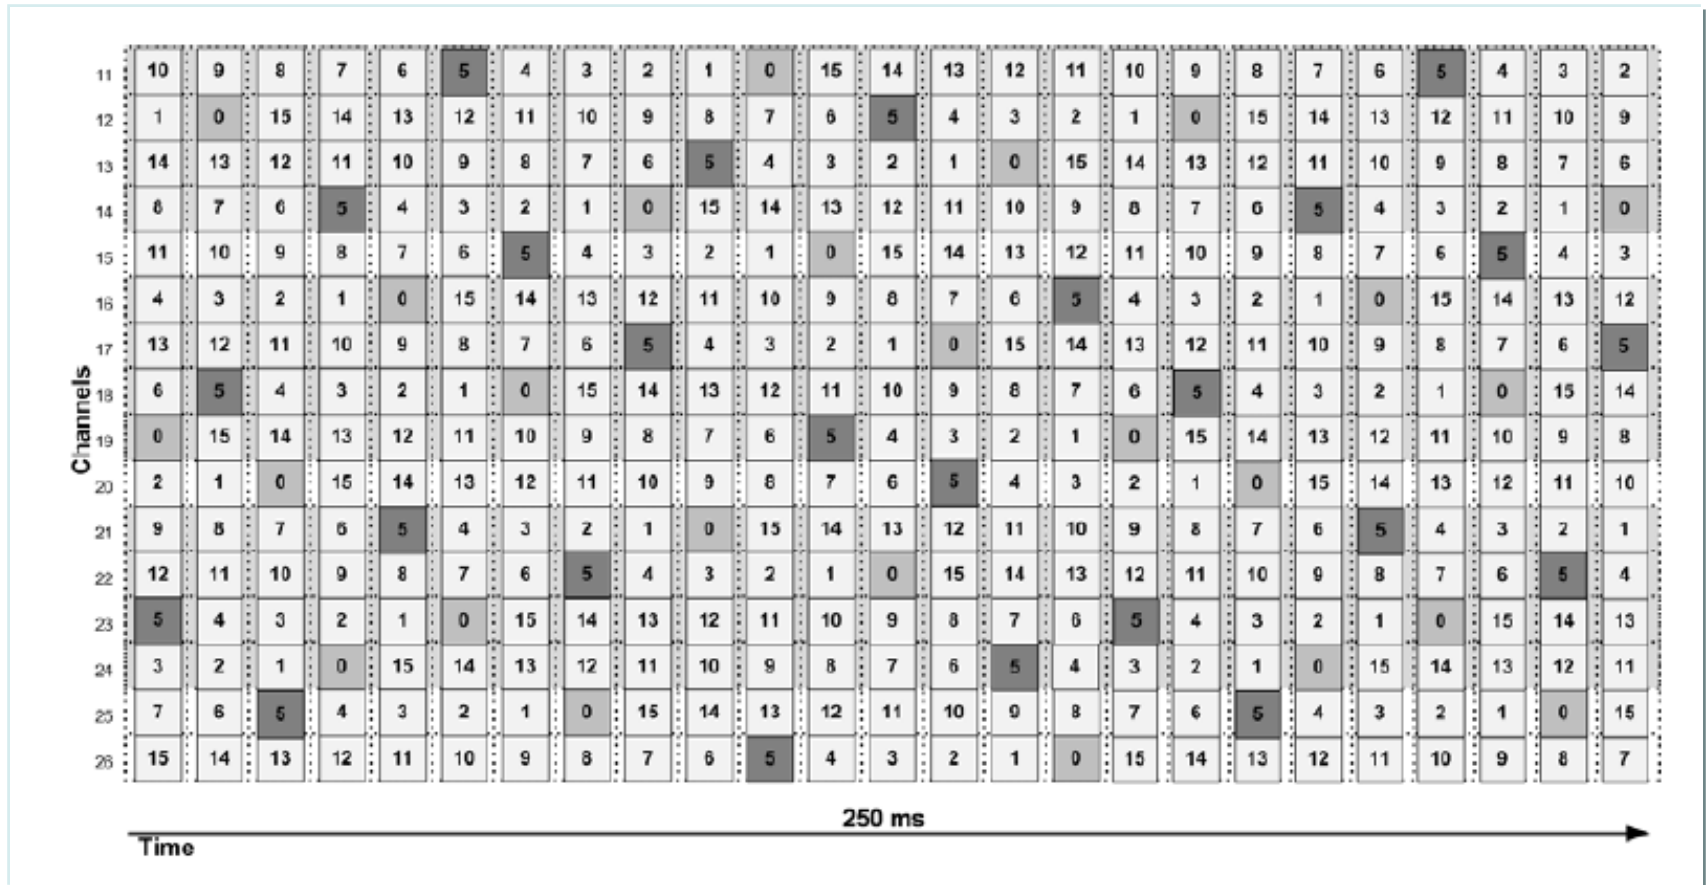 11 10 9 8 7 6 5 4 3 2 1 0 15 14 13 12 11 10 9 8 7 6 5 4 3 2
12 1 0 15 14 13 12 11 10 9 8 7 6 5 4 3 2 1 0 15 14 13 12 11 10 9
13 14 13 12 11 10 9 8 7 6 5 4 3 2 1 0 15 14 13 12 11 10 9 8 7 6
14 8 7 6 5 4 3 2 1 0 15 14 13 12 11 10 9 8 7 6 5 4 3 2 1 0
15 11 10 9 8 7 6 5 4 3 2 1 0 15 14 13 12 11 10 9 8 7 6 5 4 3
16 4 3 2 1 0 15 14 13 12 11 10 9 8 7 6 5 4 3 2 1 0 15 14 13 12
17 13 12 11 10 9 8 7 6 5 4 3 2 1 0 15 14 13 12 11 10 9 8 7 6 5
18 6 5 4 3 2 1 0 15 14 13 12 11 10 9 8 7 6 5 4 3 2 1 0 15 14
Channels
19 0 15 14 13 12 11 10 9 8 7 6 5 4 3 2 1 0 15 14 13 12 11 10 9 8
20 2 1 0 15 14 13 12 11 10 9 8 7 6 5 4 3 2 1 0 15 14 13 12 11 10
21 9 8 7 6 5 4 3 2 1 0 15 14 13 12 11 10 9 8 7 6 5 4 3 2 1
22 12 11 10 9 8 7 6 5 4 3 2 1 0 15 14 13 12 11 10 9 8 7 6 5 4
23 5 4 3 2 1 0 15 14 13 12 11 10 9 8 7 6 5 4 3 2 1 0 15 14 13
24 3 2 1 0 15 14 13 12 11 10 9 8 7 6 5 4 3 2 1 0 15 14 13 12 11
25 7 6 5 4 3 2 1 0 15 14 13 12 11 10 9 8 7 6 5 4 3 2 1 0 15
26 15 14 13 12 11 10 9 8 7 6 5 4 3 2 1 0 15 14 13 12 11 10 9 8 7
250 ms
Time